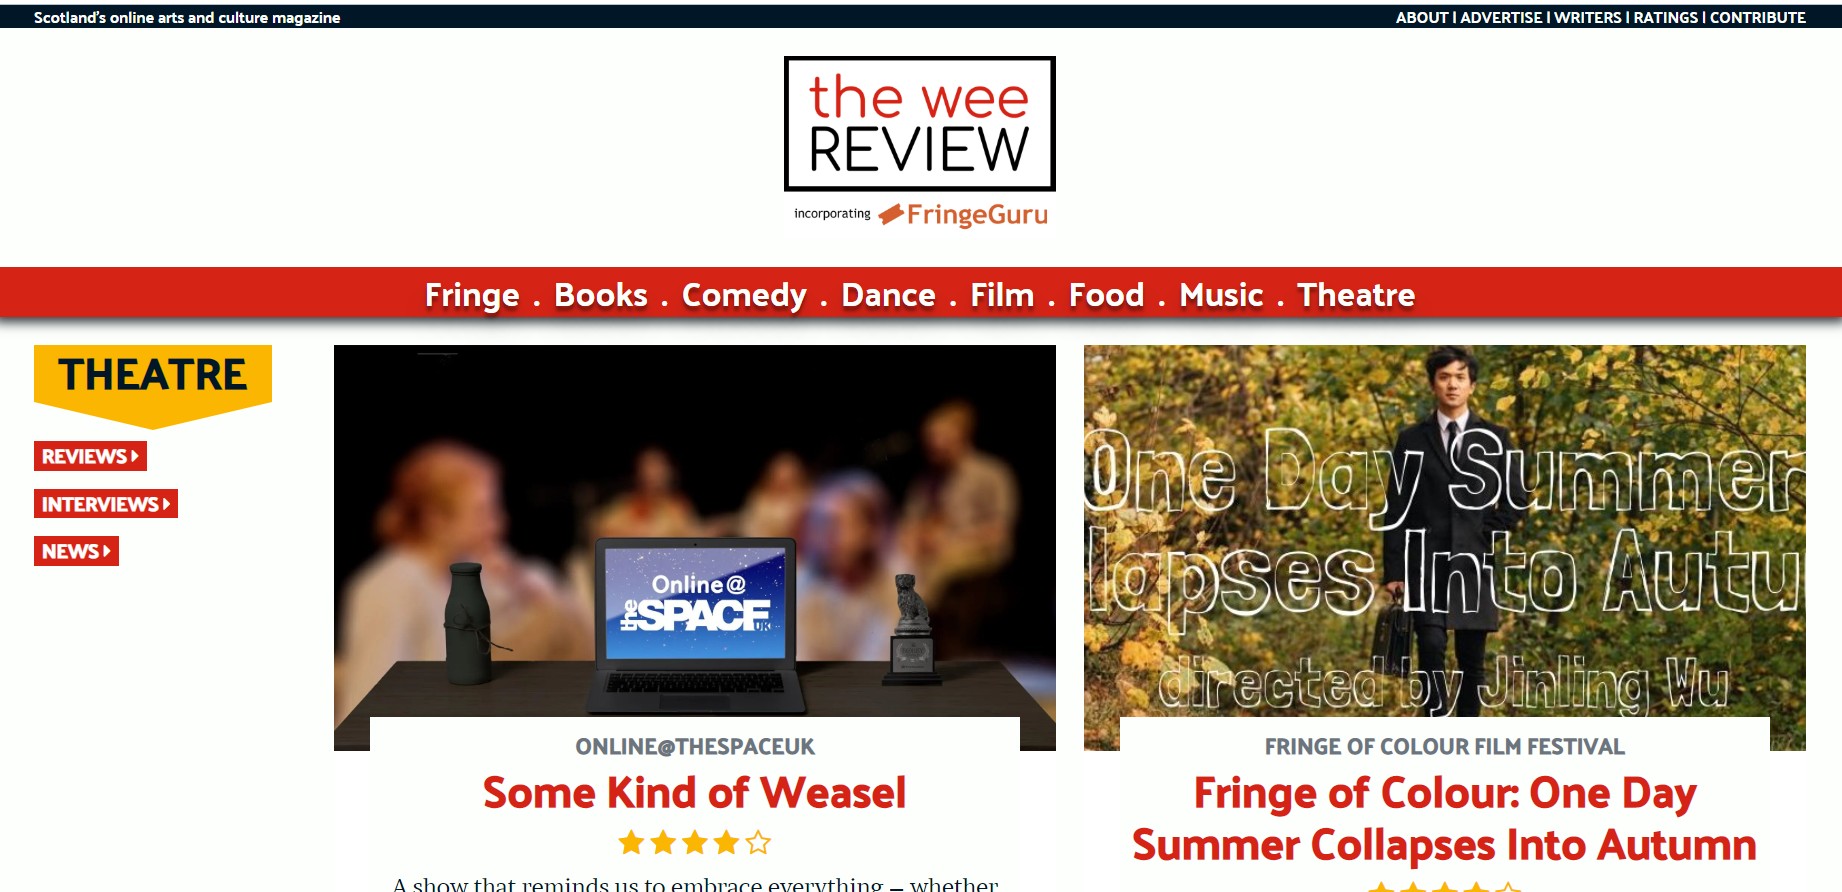 Scotland's online arts and culture magazine
ABOUT | ADVERTISE | WRITERS | RATINGS | CONTRIBUTE
the wee
REVIEW
incorporating FringeGuru
Fringe . Books . Comedy . Dance . Film . Food . Music . Theatre
THEATRE
REVIEWS
INTERVIEWS
NEWS
Online@
the SPACE UK
One Day Summer
lapses Into Autu
directed by Jinling Wu
ONLINE@THESPACEUK
Some Kind of Weasel
A show that reminds us to embrace everything – whether
FRINGE OF COLOUR FILM FESTIVAL
Fringe of Colour: One Day
Summer Collapses Into Autumn